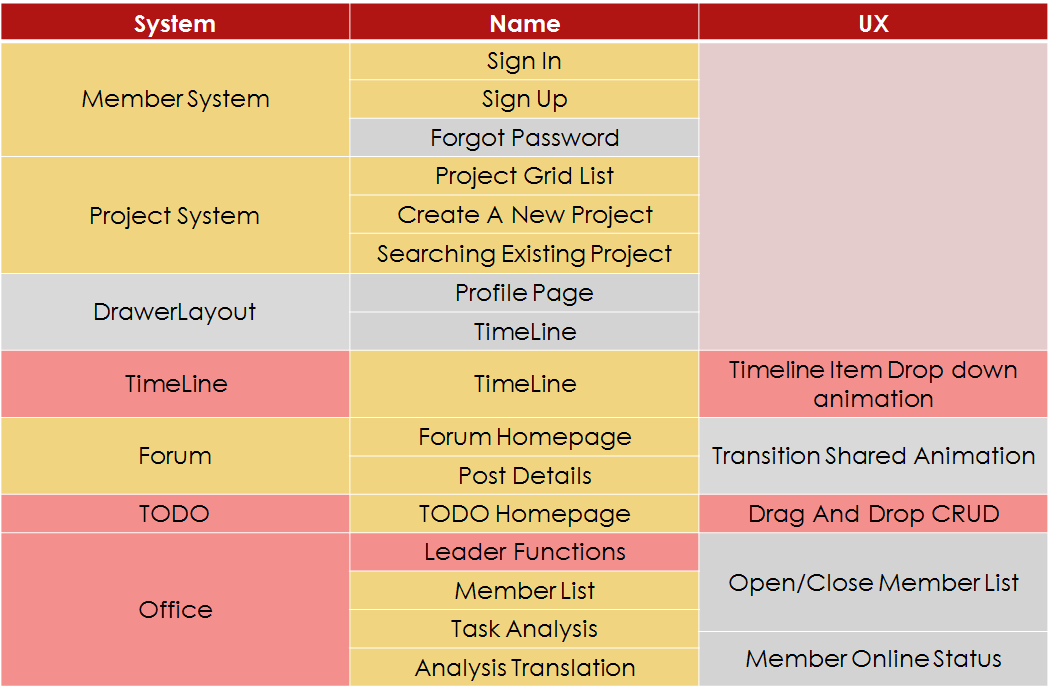 System Name UX
Member System
Sign In
Sign Up
Forgot Password
Project System
Project Grid List
Create A New Project
Searching Existing Project
DrawerLayout
Profile Page
TimeLine
TimeLine
TimeLine
Timeline Item Drop down
animation
Forum
Forum Homepage
Post Details
Transition Shared Animation
TODO
TODO Homepage
Drag And Drop CRUD
Office
Leader Functions
Member List
Task Analysis
Analysis Translation
Open/Close Member List
Member Online Status